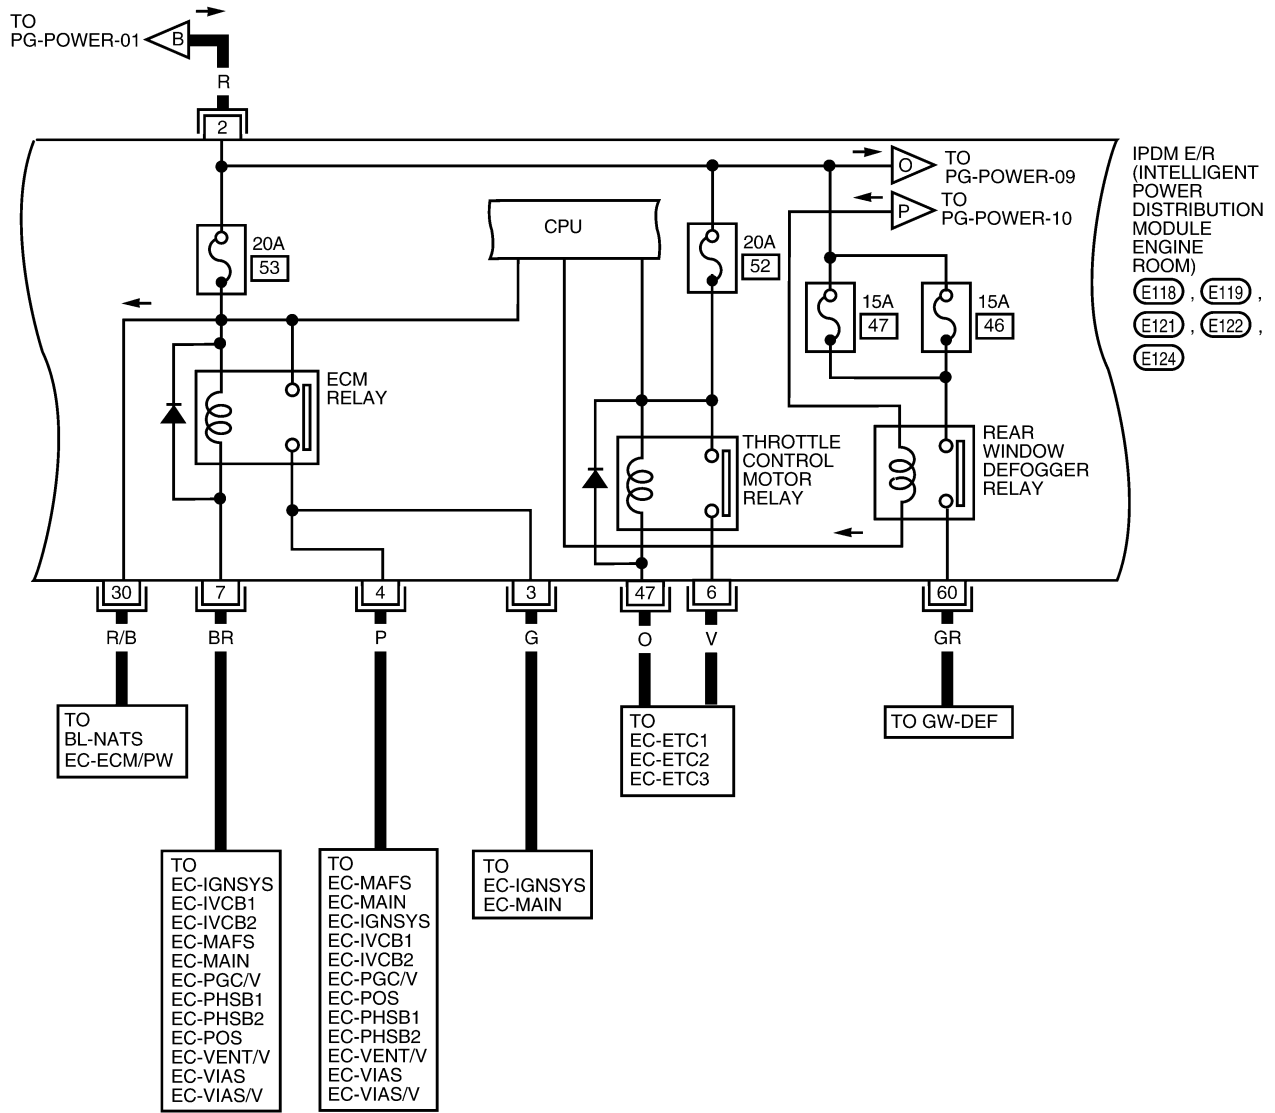 TO
PG-POWER-01
B
R
2
O
TO
PG-POWER-09
P
TO
PG-POWER-10
IPDM E/R
(INTELLIGENT
POWER
DISTRIBUTION
MODULE
ENGINE
ROOM)
E118 , E119 ,
E121 , E122 ,
E124
CPU
20A
53
20A
52
15A
47
15A
46
ECM
RELAY
THROTTLE
CONTROL
MOTOR
RELAY
REAR
WINDOW
DEFOGGER
RELAY
30
7
4
3
47
6
60
R/B
BR
P
G
O
V
GR
TO
BL-NATS
EC-ECM/PW
TO
EC-ETC1
EC-ETC2
EC-ETC3
TO GW-DEF
TO
EC-IGNSYS
EC-IVCB1
EC-IVCB2
EC-MAFS
EC-MAIN
EC-PGC/V
EC-PHSB1
EC-PHSB2
EC-POS
EC-VENT/V
EC-VIAS
EC-VIAS/V
TO
EC-MAFS
EC-MAIN
EC-IGNSYS
EC-IVCB1
EC-IVCB2
EC-PGC/V
EC-POS
EC-PHSB1
EC-PHSB2
EC-VENT/V
EC-VIAS
EC-VIAS/V
TO
EC-IGNSYS
EC-MAIN